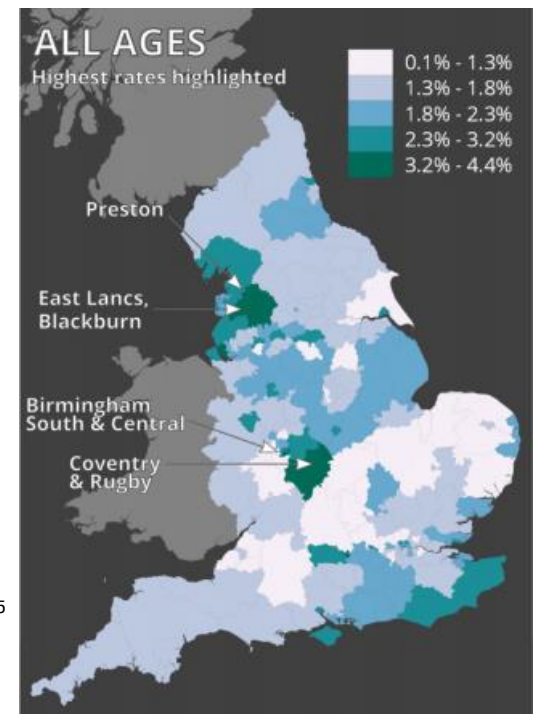 ALL AGES
Highest rates highlighted
0.1% - 1.3%
1.3% - 1.8%
1.8% - 2.3%
2.3% - 3.2%
3.2% - 4.4%
Preston
East Lancs,
Blackburn
Birmingham
South & Central
Coventry
& Rugby
5